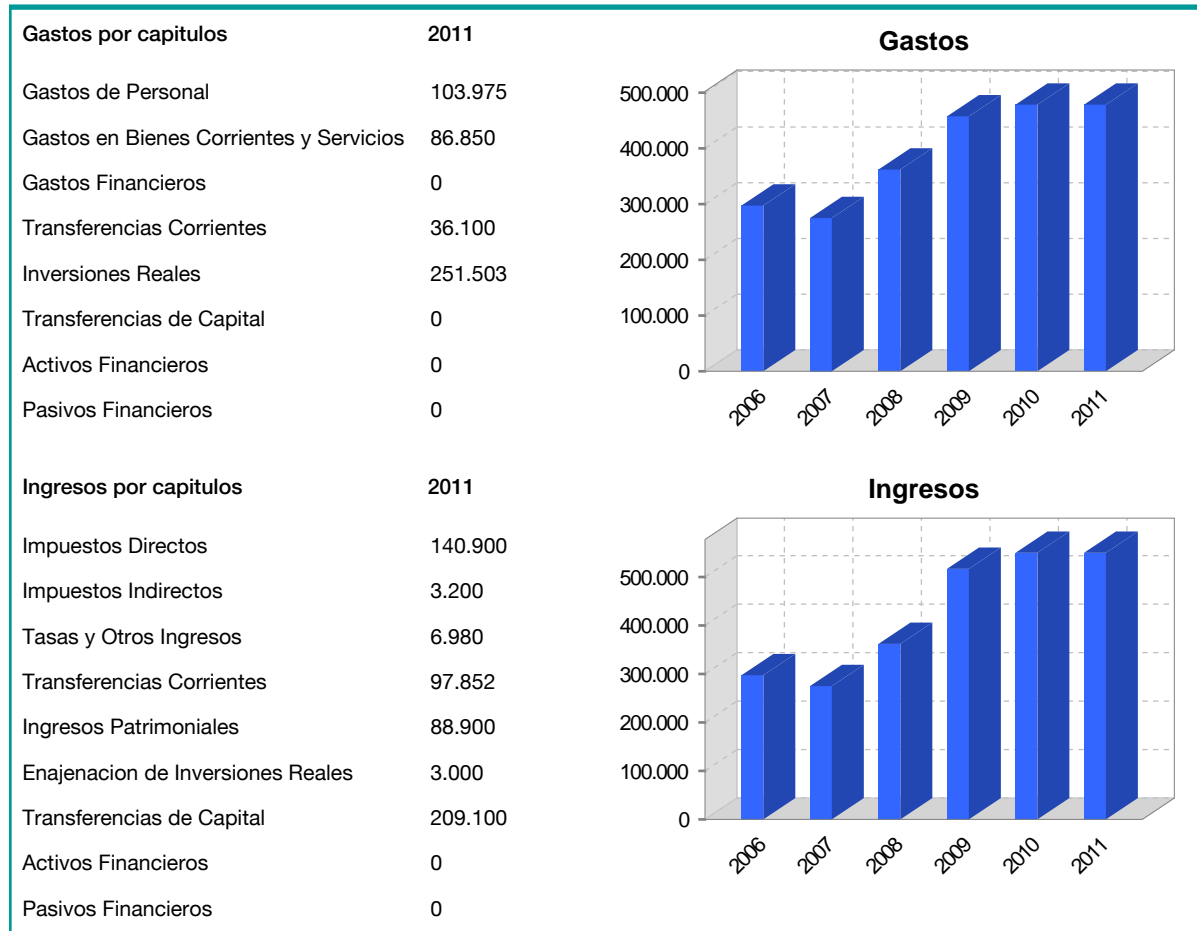 Gastos por capitulos 2011
Gastos de Personal 103.975
Gastos en Bienes Corrientes y Servicios 86.850
Gastos Financieros 0
Transferencias Corrientes 36.100
Inversiones Reales 251.503
Transferencias de Capital 0
Activos Financieros 0
Pasivos Financieros 0
Gastos
500.000
400.000
300.000
200.000
100.000
0
2006 2007 2008 2009 2010 2011
Ingresos por capitulos 2011
Impuestos Directos 140.900
Impuestos Indirectos 3.200
Tasas y Otros Ingresos 6.980
Transferencias Corrientes 97.852
Ingresos Patrimoniales 88.900
Enajenacion de Inversiones Reales 3.000
Transferencias de Capital 209.100
Activos Financieros 0
Pasivos Financieros 0
Ingresos
500.000
400.000
300.000
200.000
100.000
0
2006 2007 2008 2009 2010 2011